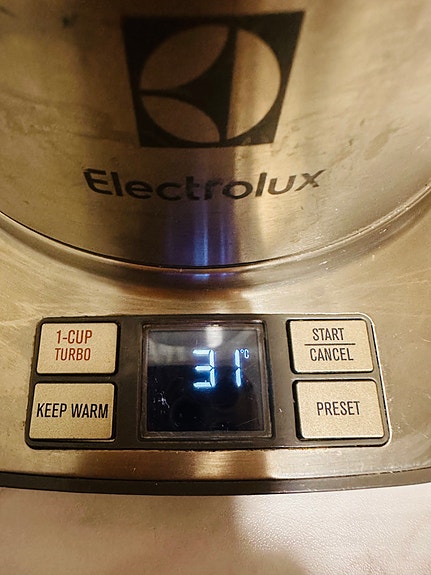 Electrolux
1-CUP
TURBO
31°C
START
CANCEL
KEEP WARM
PRESET